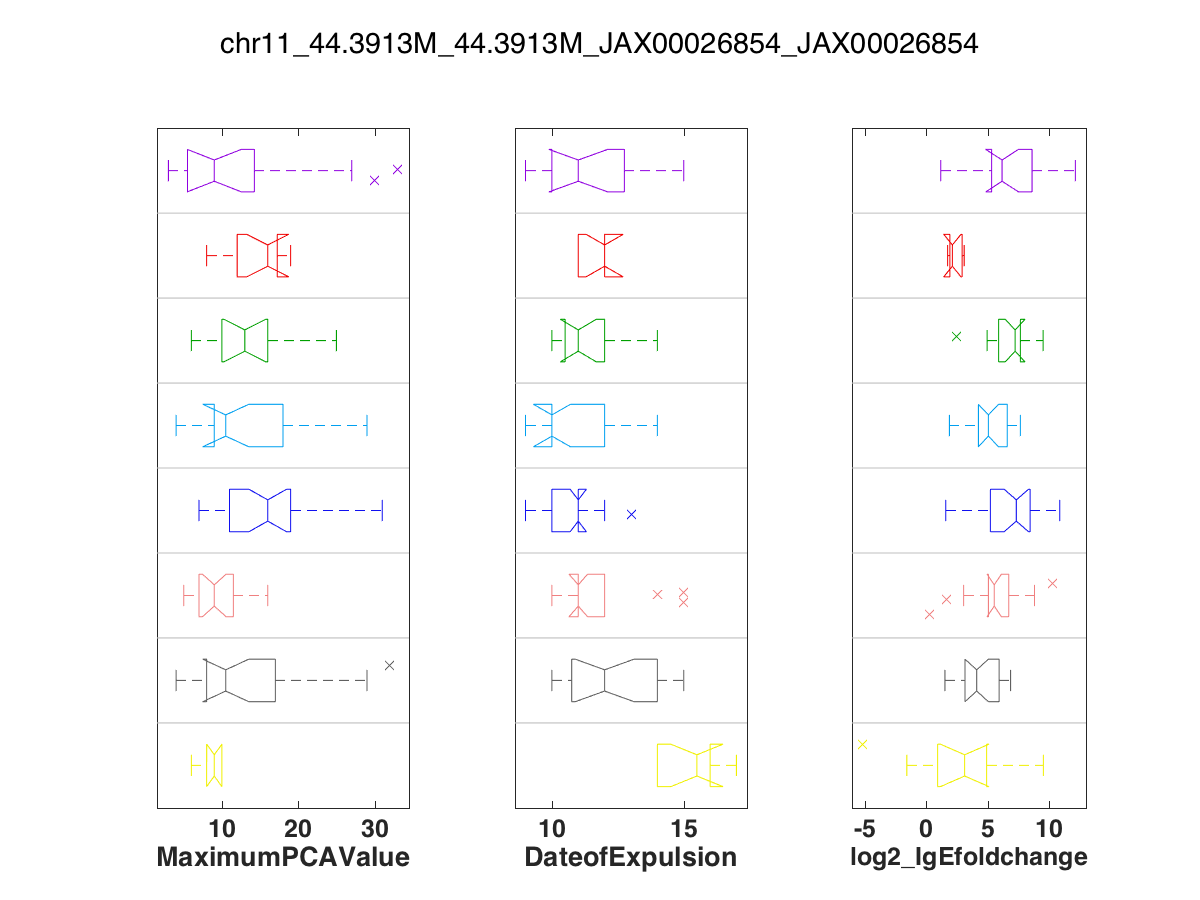 chr11_44.3913M_44.3913M_JAX00026854_JAX00026854
10 20 30
MaximumPCAValue
10 15
DateofExpulsion
-5 0 5 10
log2_IgEfoldchange